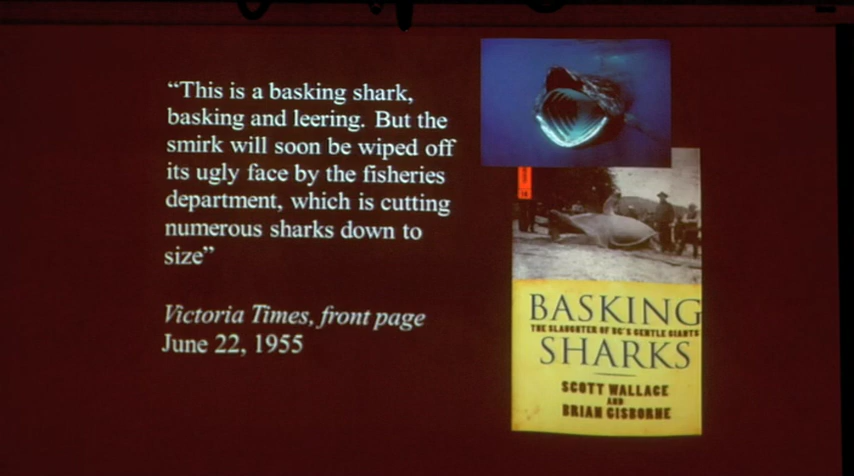 “This is a basking shark,
basking and leering. But the
smirk will soon be wiped off
its ugly face by the fisheries
department, which is cutting
numerous sharks down to
size”
Victoria Times, front page
June 22, 1955
BASKING
THE SLAUGHTER OF BC'S GENTLE GIANTS
SHARKS
SCOTT WALLACE
AND
BRIAN GISBORNE